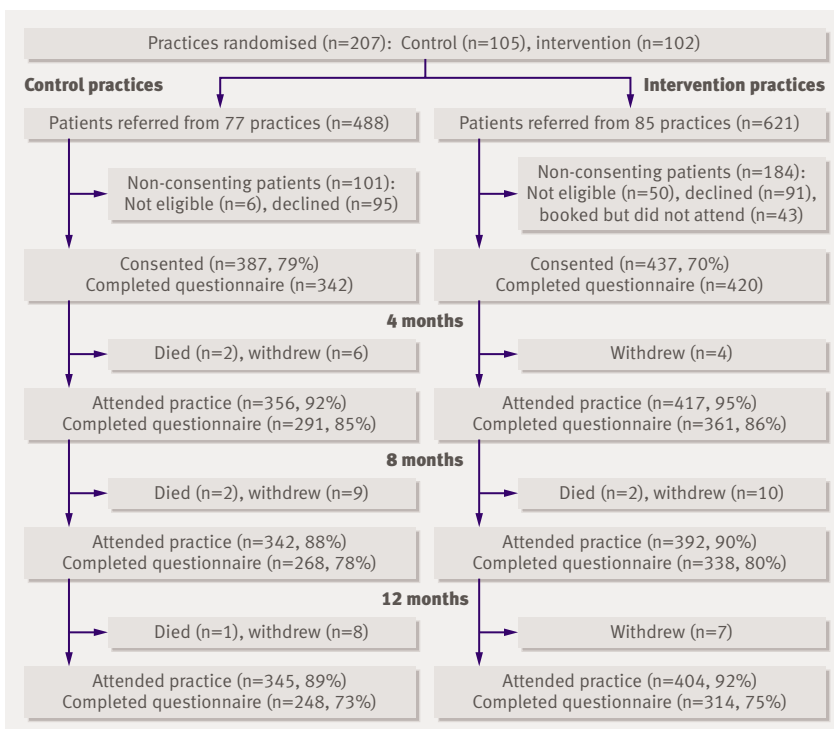 Practices randomised (n=207): Control (n=105), intervention (n=102)
Control practices
Intervention practices
Patients referred from 77 practices (n=488)
Patients referred from 85 practices (n=621)
Non-consenting patients (n=101):
Not eligible (n=6), declined (n=95)
Non-consenting patients (n=184):
Not eligible (n=50), declined (n=91),
booked but did not attend (n=43)
Consented (n=387, 79%)
Completed questionnaire (n=342)
Consented (n=437, 70%)
Completed questionnaire (n=420)
4 months
Died (n=2), withdrew (n=6)
Withdrew (n=4)
Attended practice (n=356, 92%)
Completed questionnaire (n=291, 85%)
Attended practice (n=417, 95%)
Completed questionnaire (n=361, 86%)
8 months
Died (n=2), withdrew (n=9)
Died (n=2), withdrew (n=10)
Attended practice (n=342, 88%)
Completed questionnaire (n=268, 78%)
Attended practice (n=392, 90%)
Completed questionnaire (n=338, 80%)
12 months
Died (n=1), withdrew (n=8)
Withdrew (n=7)
Attended practice (n=345, 89%)
Completed questionnaire (n=248, 73%)
Attended practice (n=404, 92%)
Completed questionnaire (n=314, 75%)